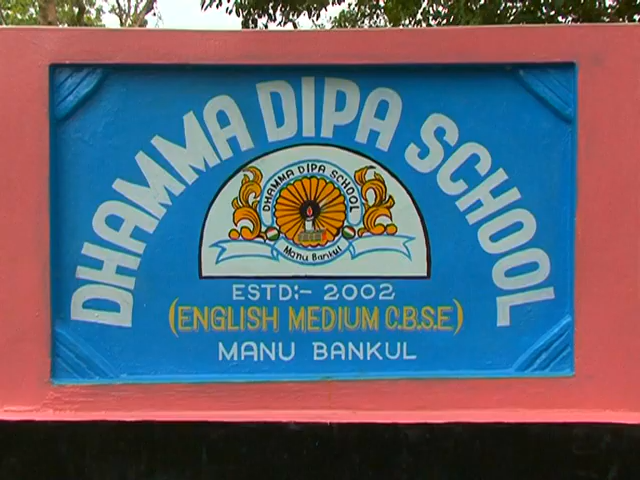 DHAMMA DIPA SCHOOL
DHAMMA DIPA SCHOOL
Manu Bankul
ESTD:- 2002
(ENGLISH MEDIUM C.B.S.E)
MANU BANKUL